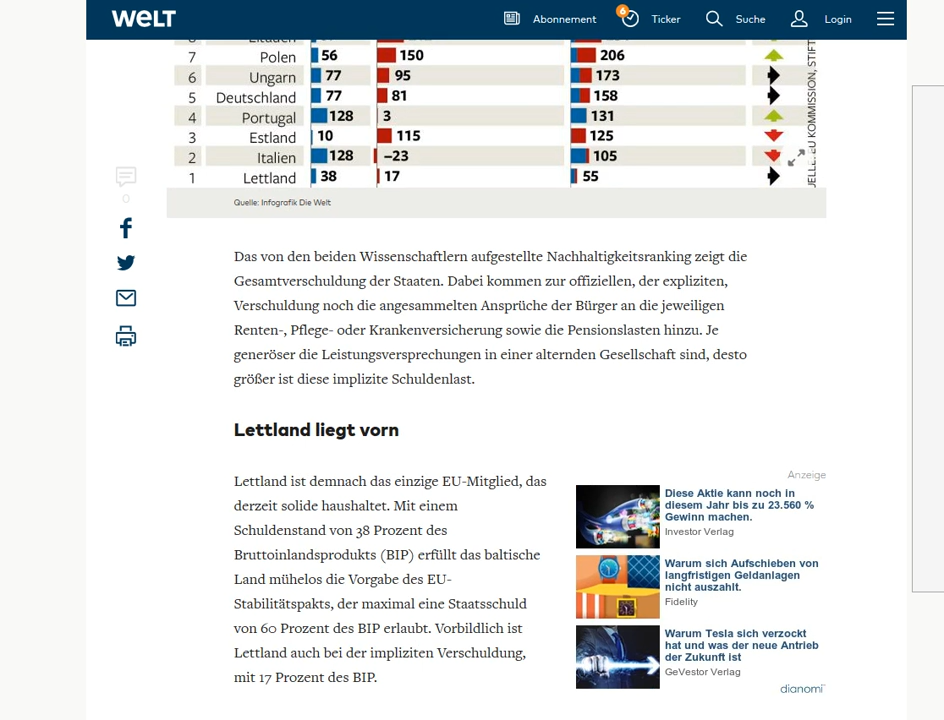 WELT
Abonnement
6
Ticker
Suche
Login
7 Polen 56 150 206
6 Ungarn 77 95 173
5 Deutschland 77 81 158
4 Portugal 128 3 131
3 Estland 10 115 125
2 Italien 128 –23 105
1 Lettland 38 17 55
EU KOMMISSION, STIFT
Quelle: Infografik Die Welt
0
Das von den beiden Wissenschaftlern aufgestellte Nachhaltigkeitsranking zeigt die
Gesamtverschuldung der Staaten. Dabei kommen zur offiziellen, der expliziten,
Verschuldung noch die angesammelten Ansprüche der Bürger an die jeweiligen
Renten-, Pflege- oder Krankenversicherung sowie die Pensionslasten hinzu. Je
generöser die Leistungsversprechungen in einer alternden Gesellschaft sind, desto
größer ist diese implizite Schuldenlast.
Lettland liegt vorn
Lettland ist demnach das einzige EU-Mitglied, das
derzeit solide haushaltet. Mit einem
Schuldenstand von 38 Prozent des
Bruttoinlandsprodukts (BIP) erfüllt das baltische
Land mühelos die Vorgabe des EU-
Stabilitätspakts, der maximal eine Staatsschuld
von 60 Prozent des BIP erlaubt. Vorbildlich ist
Lettland auch bei der impliziten Verschuldung,
mit 17 Prozent des BIP.
Anzeige
Diese Aktie kann noch in
diesem Jahr bis zu 23.560 %
Gewinn machen.
Investor Verlag
Warum sich Aufschieben von
langfristigen Geldanlagen
nicht auszahlt.
Fidelity
Warum Tesla sich verzockt
hat und was der neue Antrieb
der Zukunft ist
GeVestor Verlag
dianomi